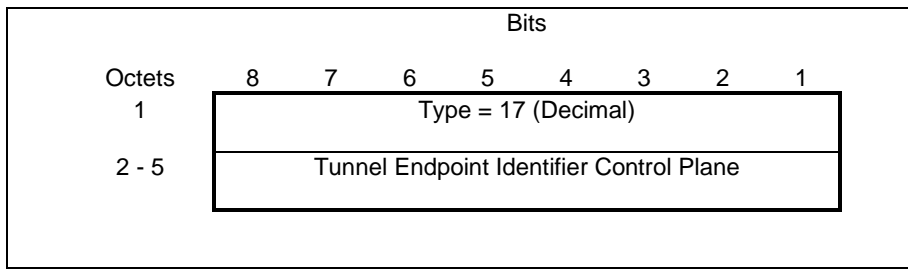 Bits
Octets 8 7 6 5 4 3 2 1
1 Type = 17 (Decimal)
2 - 5 Tunnel Endpoint Identifier Control Plane